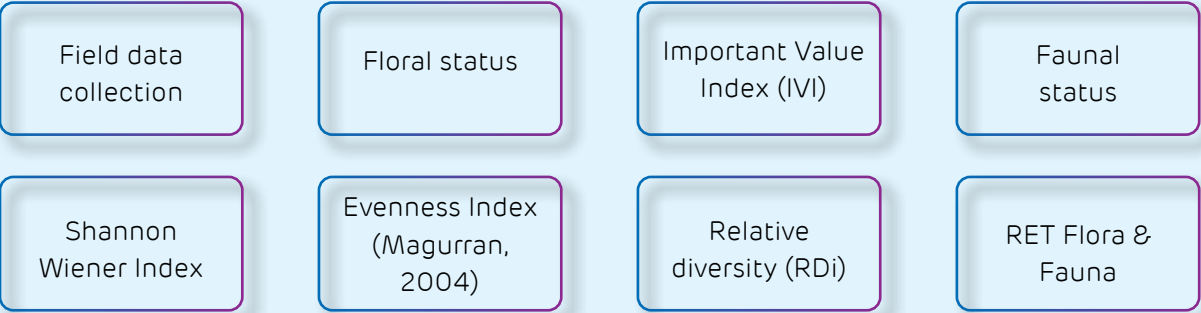 Field data
collection
Floral status
Important Value
Index (IVI)
Faunal
status
Shannon
Wiener Index
Evenness Index
(Magurran,
2004)
Relative
diversity (RDi)
RET Flora &
Fauna